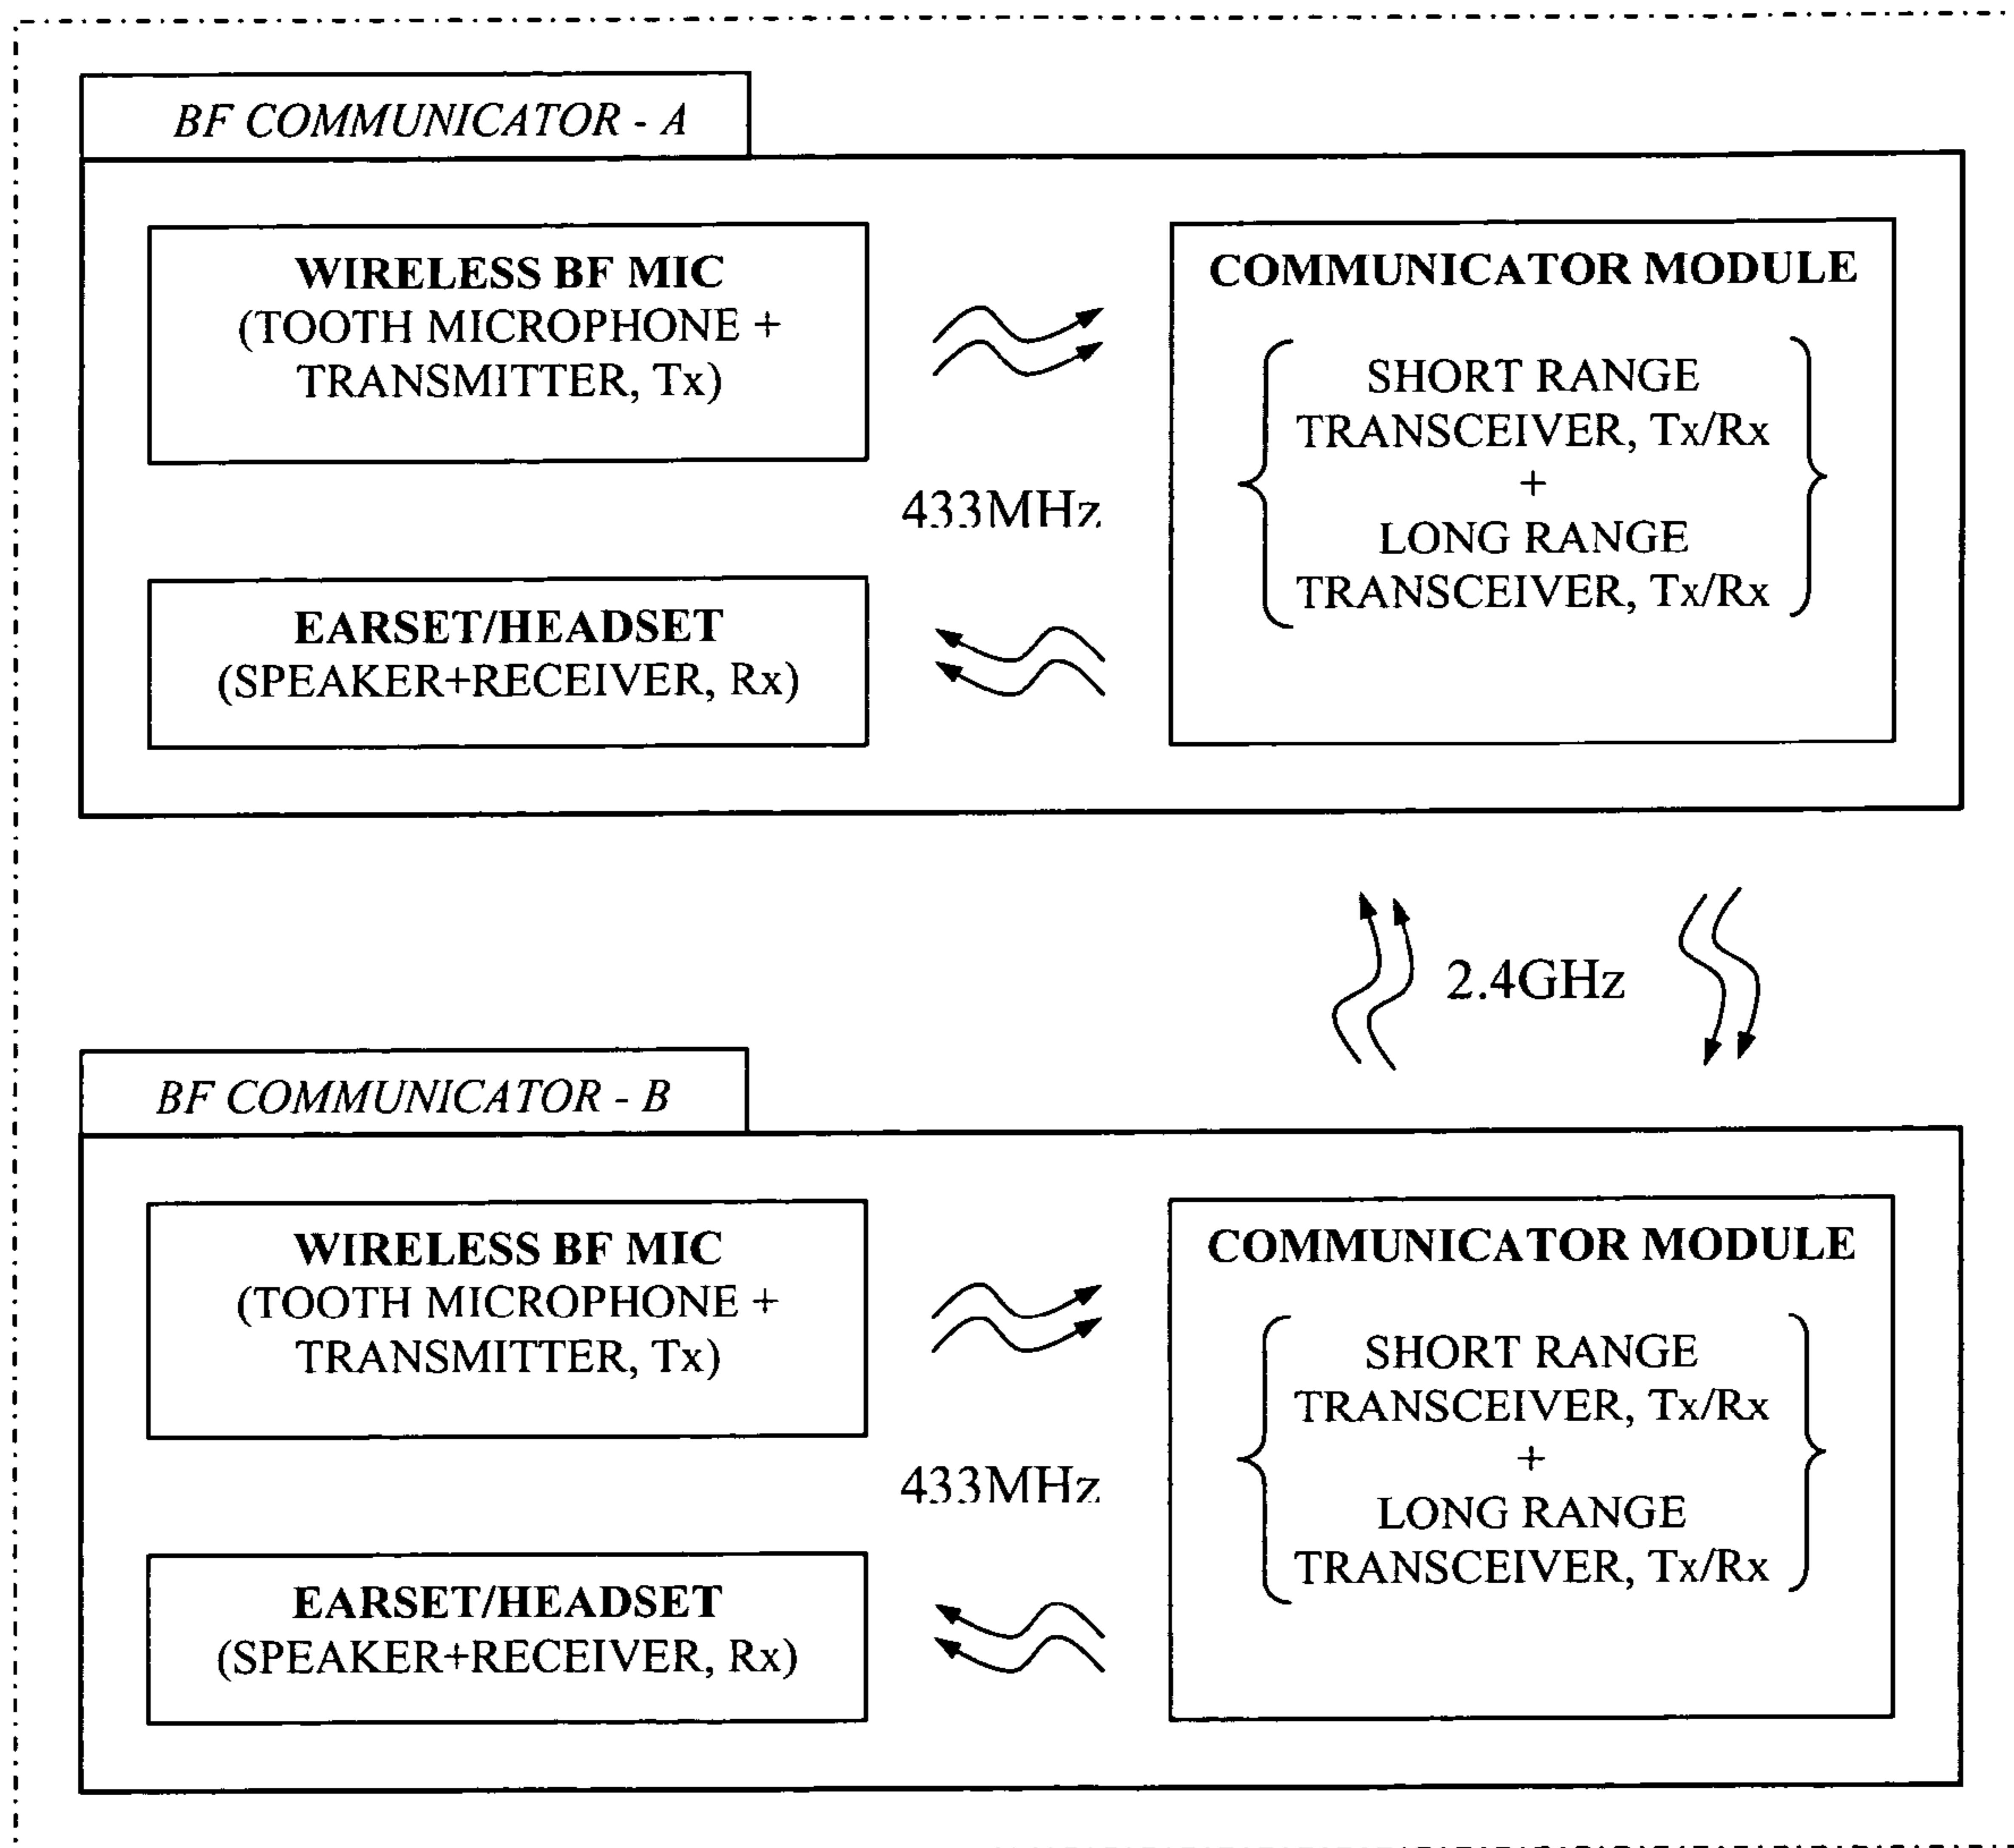 BF COMMUNICATOR - A
WIRELESS BF MIC
(TOOTH MICROPHONE +
TRANSMITTER, Tx)
433MHz
EARSET/HEADSET
(SPEAKER+RECEIVER, Rx)
COMMUNICATOR MODULE
SHORT RANGE
TRANSCEIVER, Tx/Rx
+
LONG RANGE
TRANSCEIVER, Tx/Rx
2.4GHz
BF COMMUNICATOR - B
WIRELESS BF MIC
(TOOTH MICROPHONE +
TRANSMITTER, Tx)
433MHz
EARSET/HEADSET
(SPEAKER+RECEIVER, Rx)
COMMUNICATOR MODULE
SHORT RANGE
TRANSCEIVER, Tx/Rx
+
LONG RANGE
TRANSCEIVER, Tx/Rx